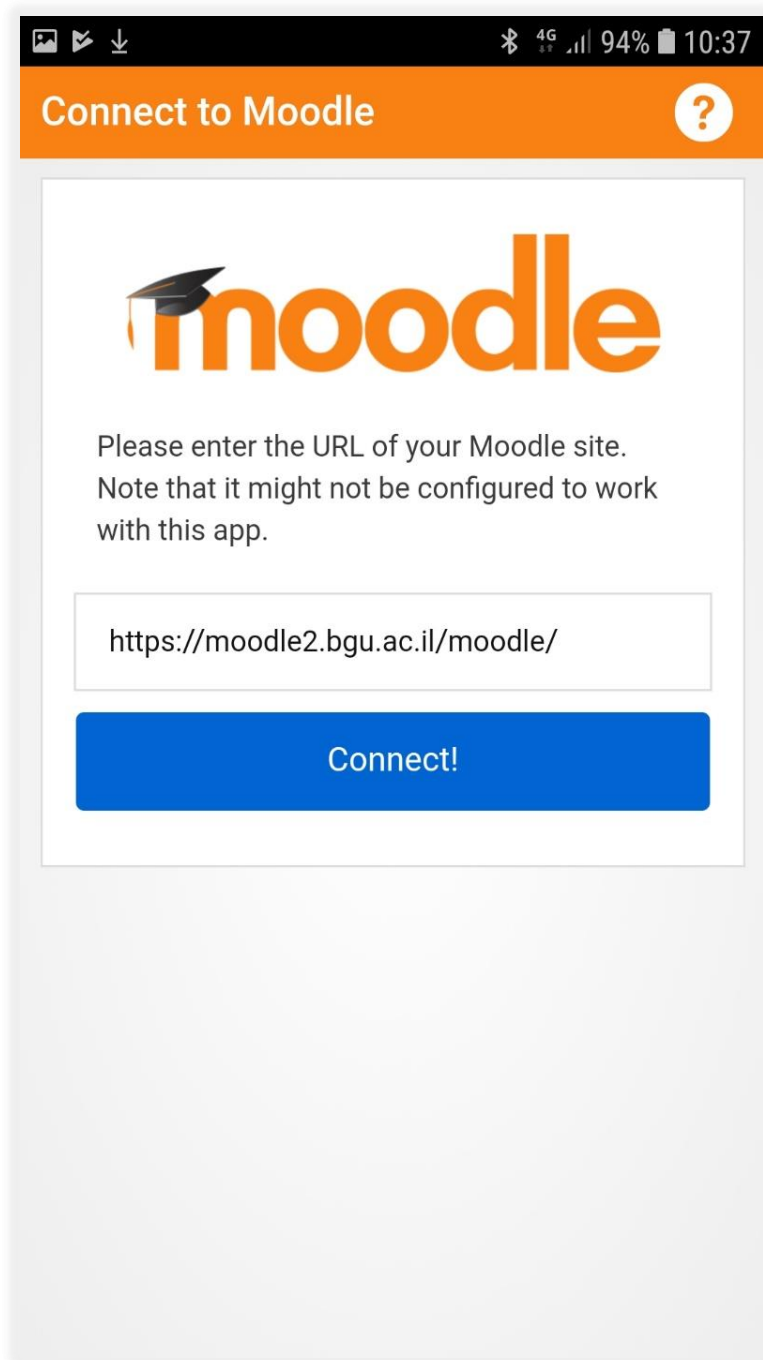 4G 94% 10:37
Connect to Moodle ?
moodle
Please enter the URL of your Moodle site.
Note that it might not be configured to work
with this app.
https://moodle2.bgu.ac.il/moodle/
Connect!